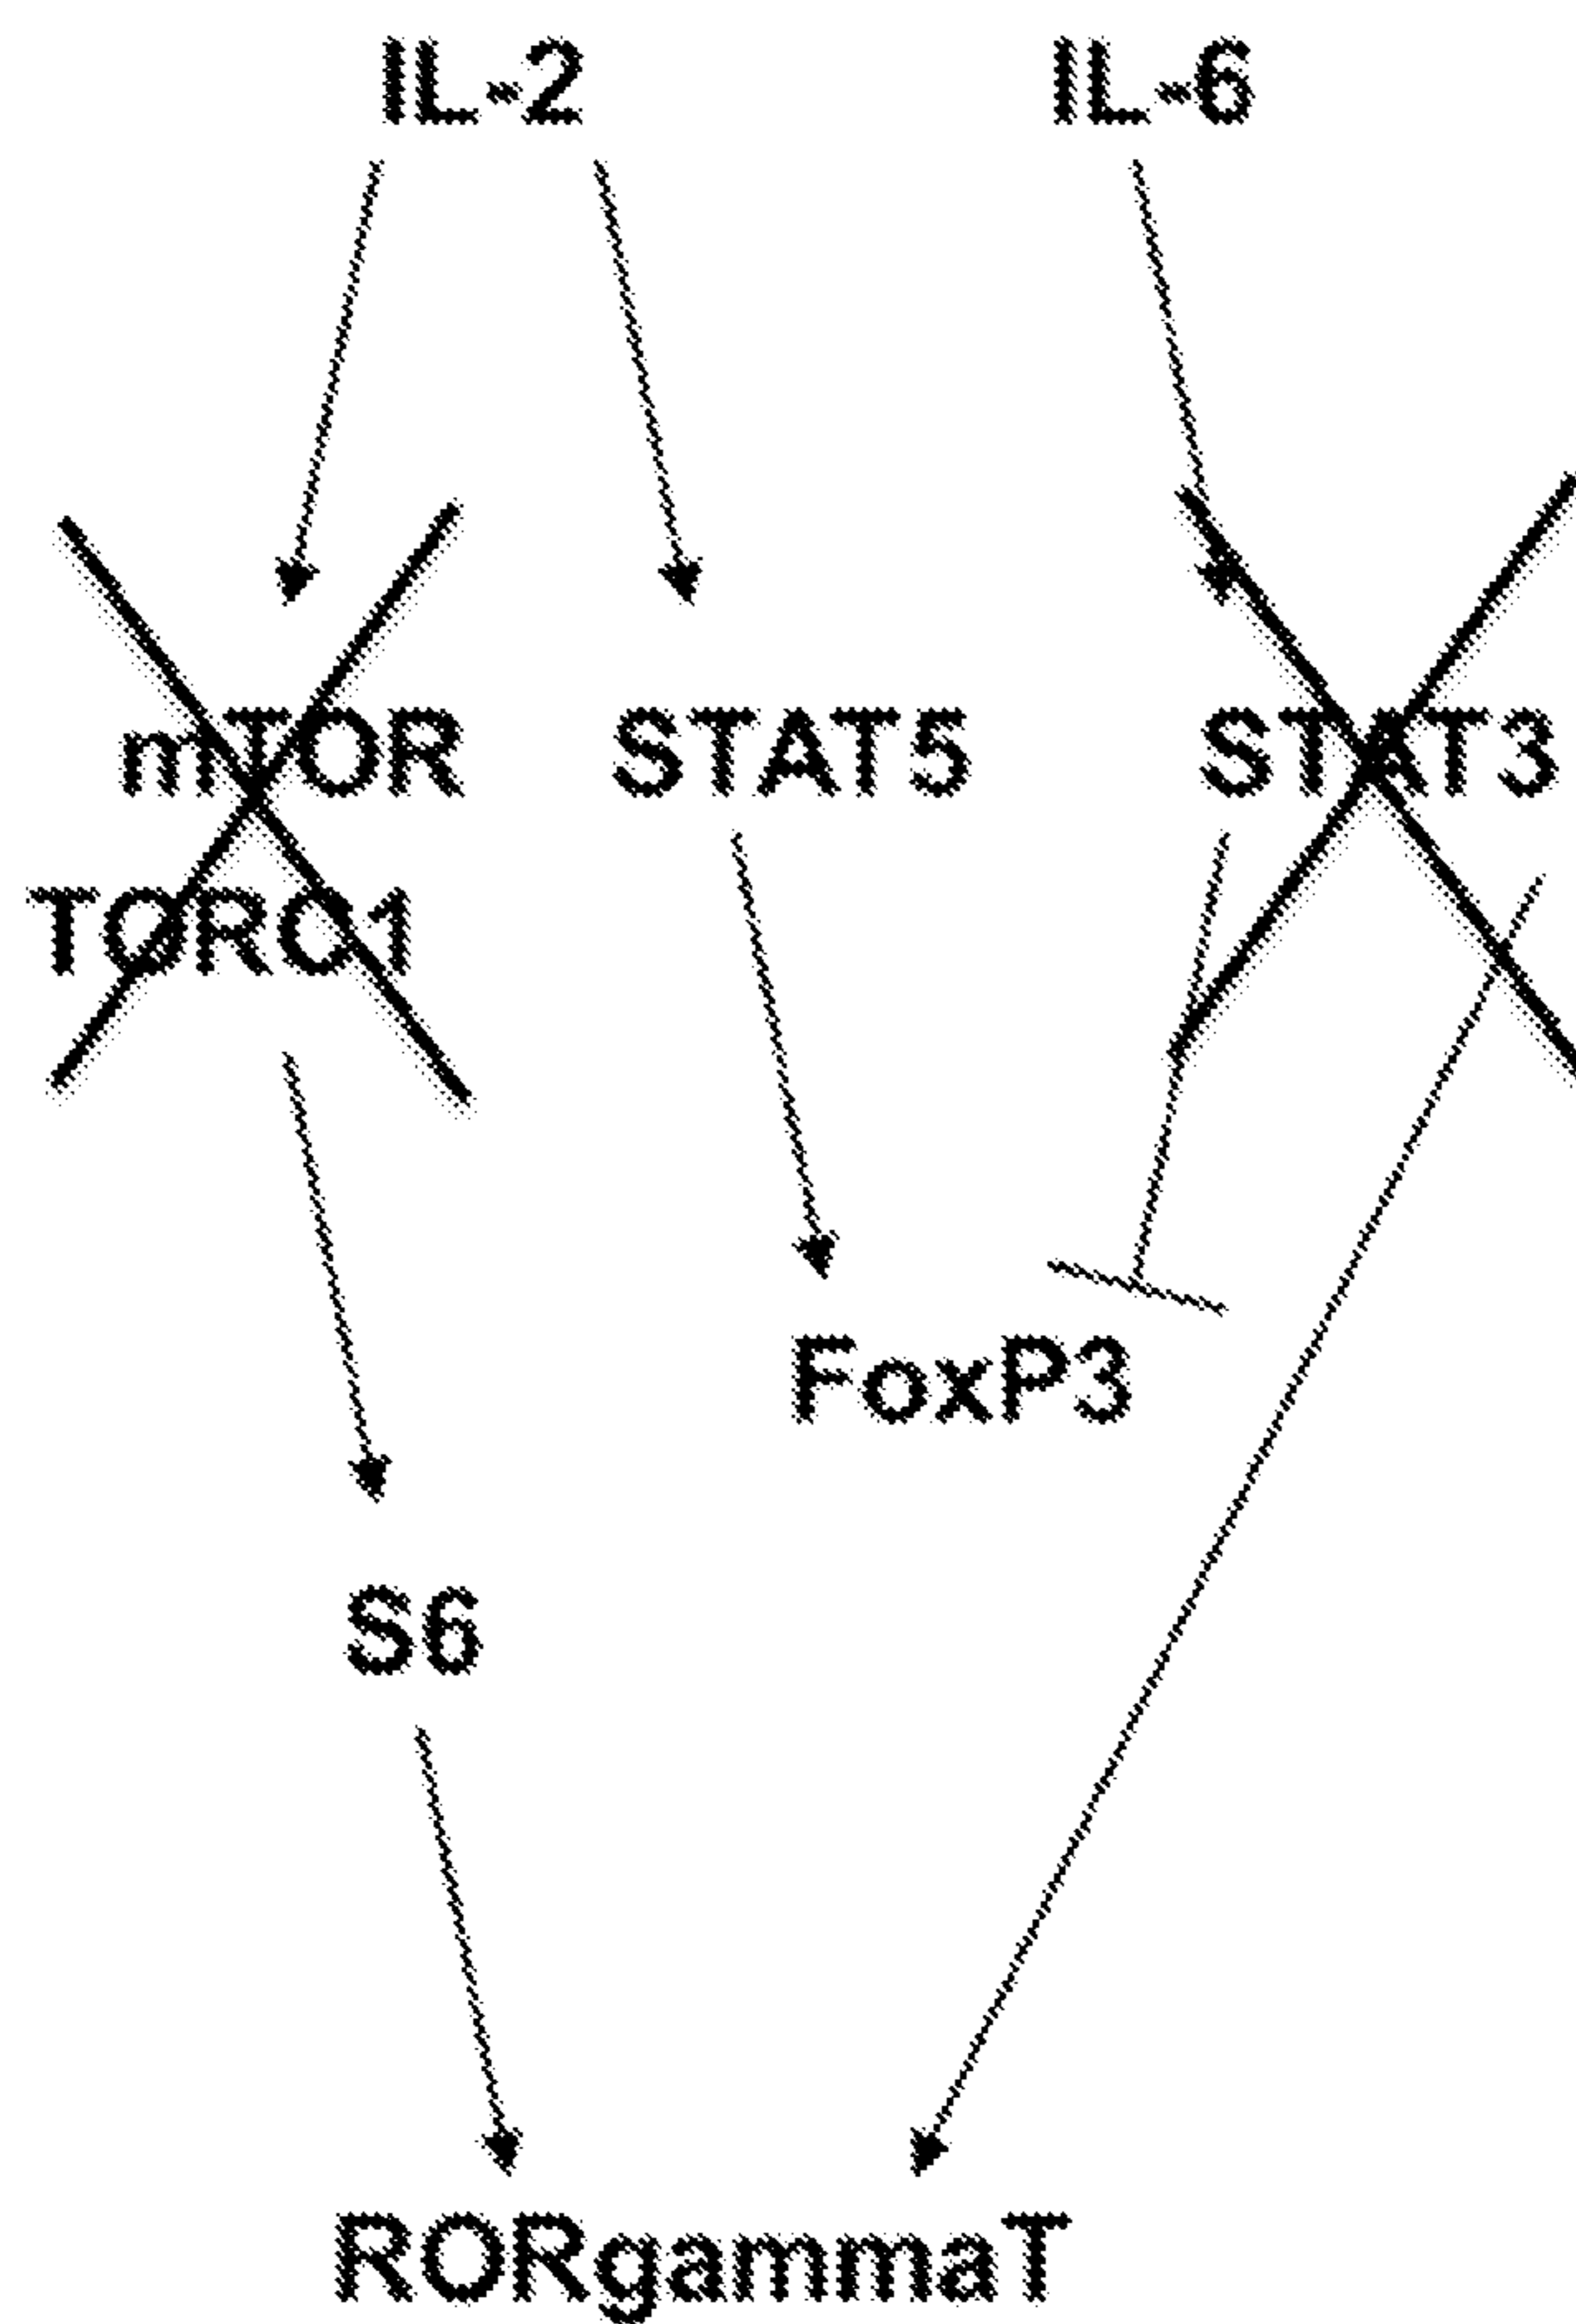 IL-2 IL-6
mTOR STAT5 STAT3
TORC1
FoxP3
S6
RORgammaT